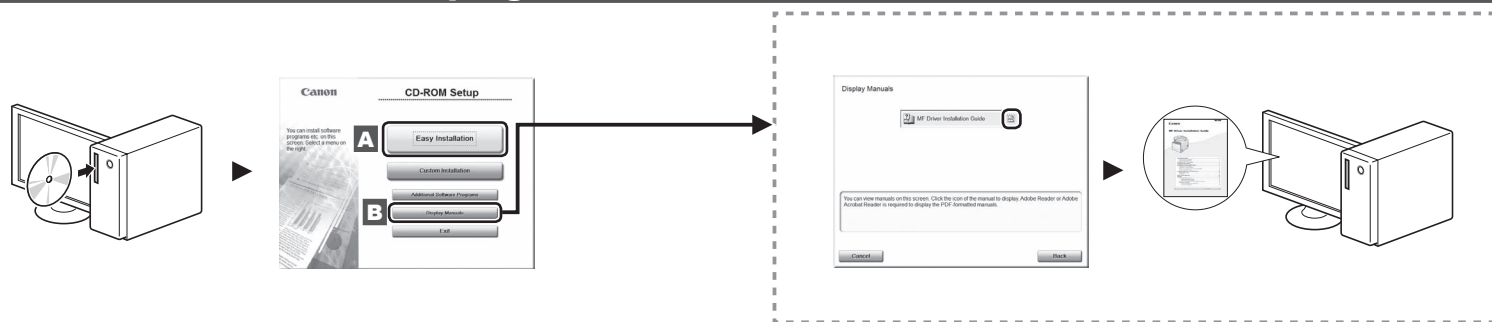 Canon
CD-ROM Setup
You can install software
programs etc. on this
screen. Select a menu on
the right.
A
Easy Installation
Custom Installation
Additional Software Programs
B
Display Manuals
Exit
Display Manuals
MF Driver Installation Guide
You can view manuals on this screen. Click the icon of the manual to display. Adobe Reader or Adobe
Acrobat Reader is required to display the PDF-formatted manuals.
Cancel
Back
Canon
MF Driver Installation Guide